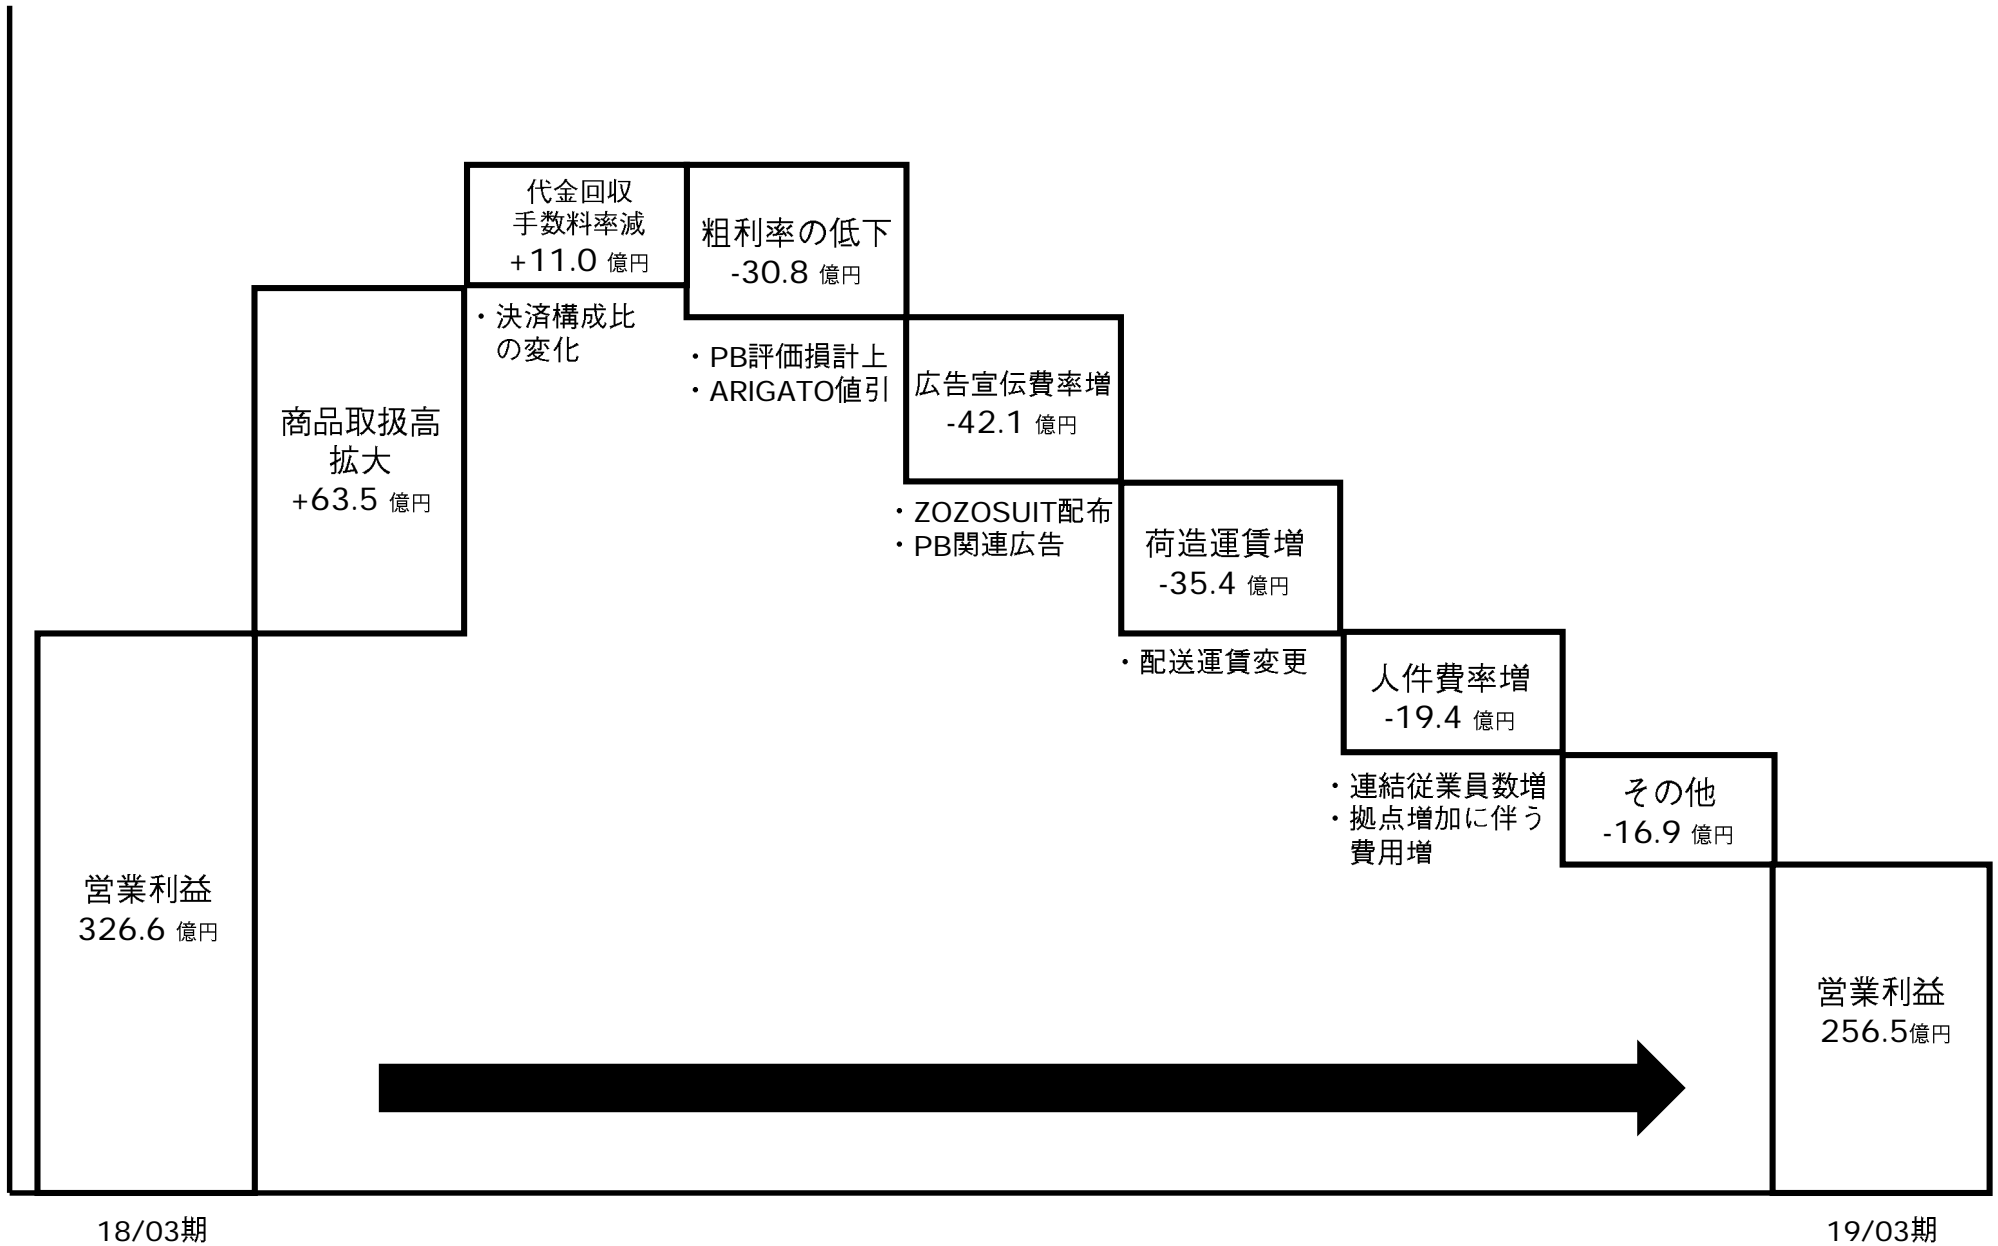 代金回収
手数料率減
+11.0 億円
・決済構成比
の変化
粗利率の低下
-30.8 億円
・PB評価損計上
・ARIGATO値引
商品取扱高
拡大
+63.5 億円
広告宣伝費率増
-42.1 億円
・ZOZOSUIT配布
・PB関連広告
荷造運賃増
-35.4 億円
・配送運賃変更
人件費率増
-19.4 億円
・連結従業員数増
・拠点増加に伴う
費用増
その他
-16.9 億円
営業利益
326.6 億円
営業利益
256.5億円
18/03期
19/03期